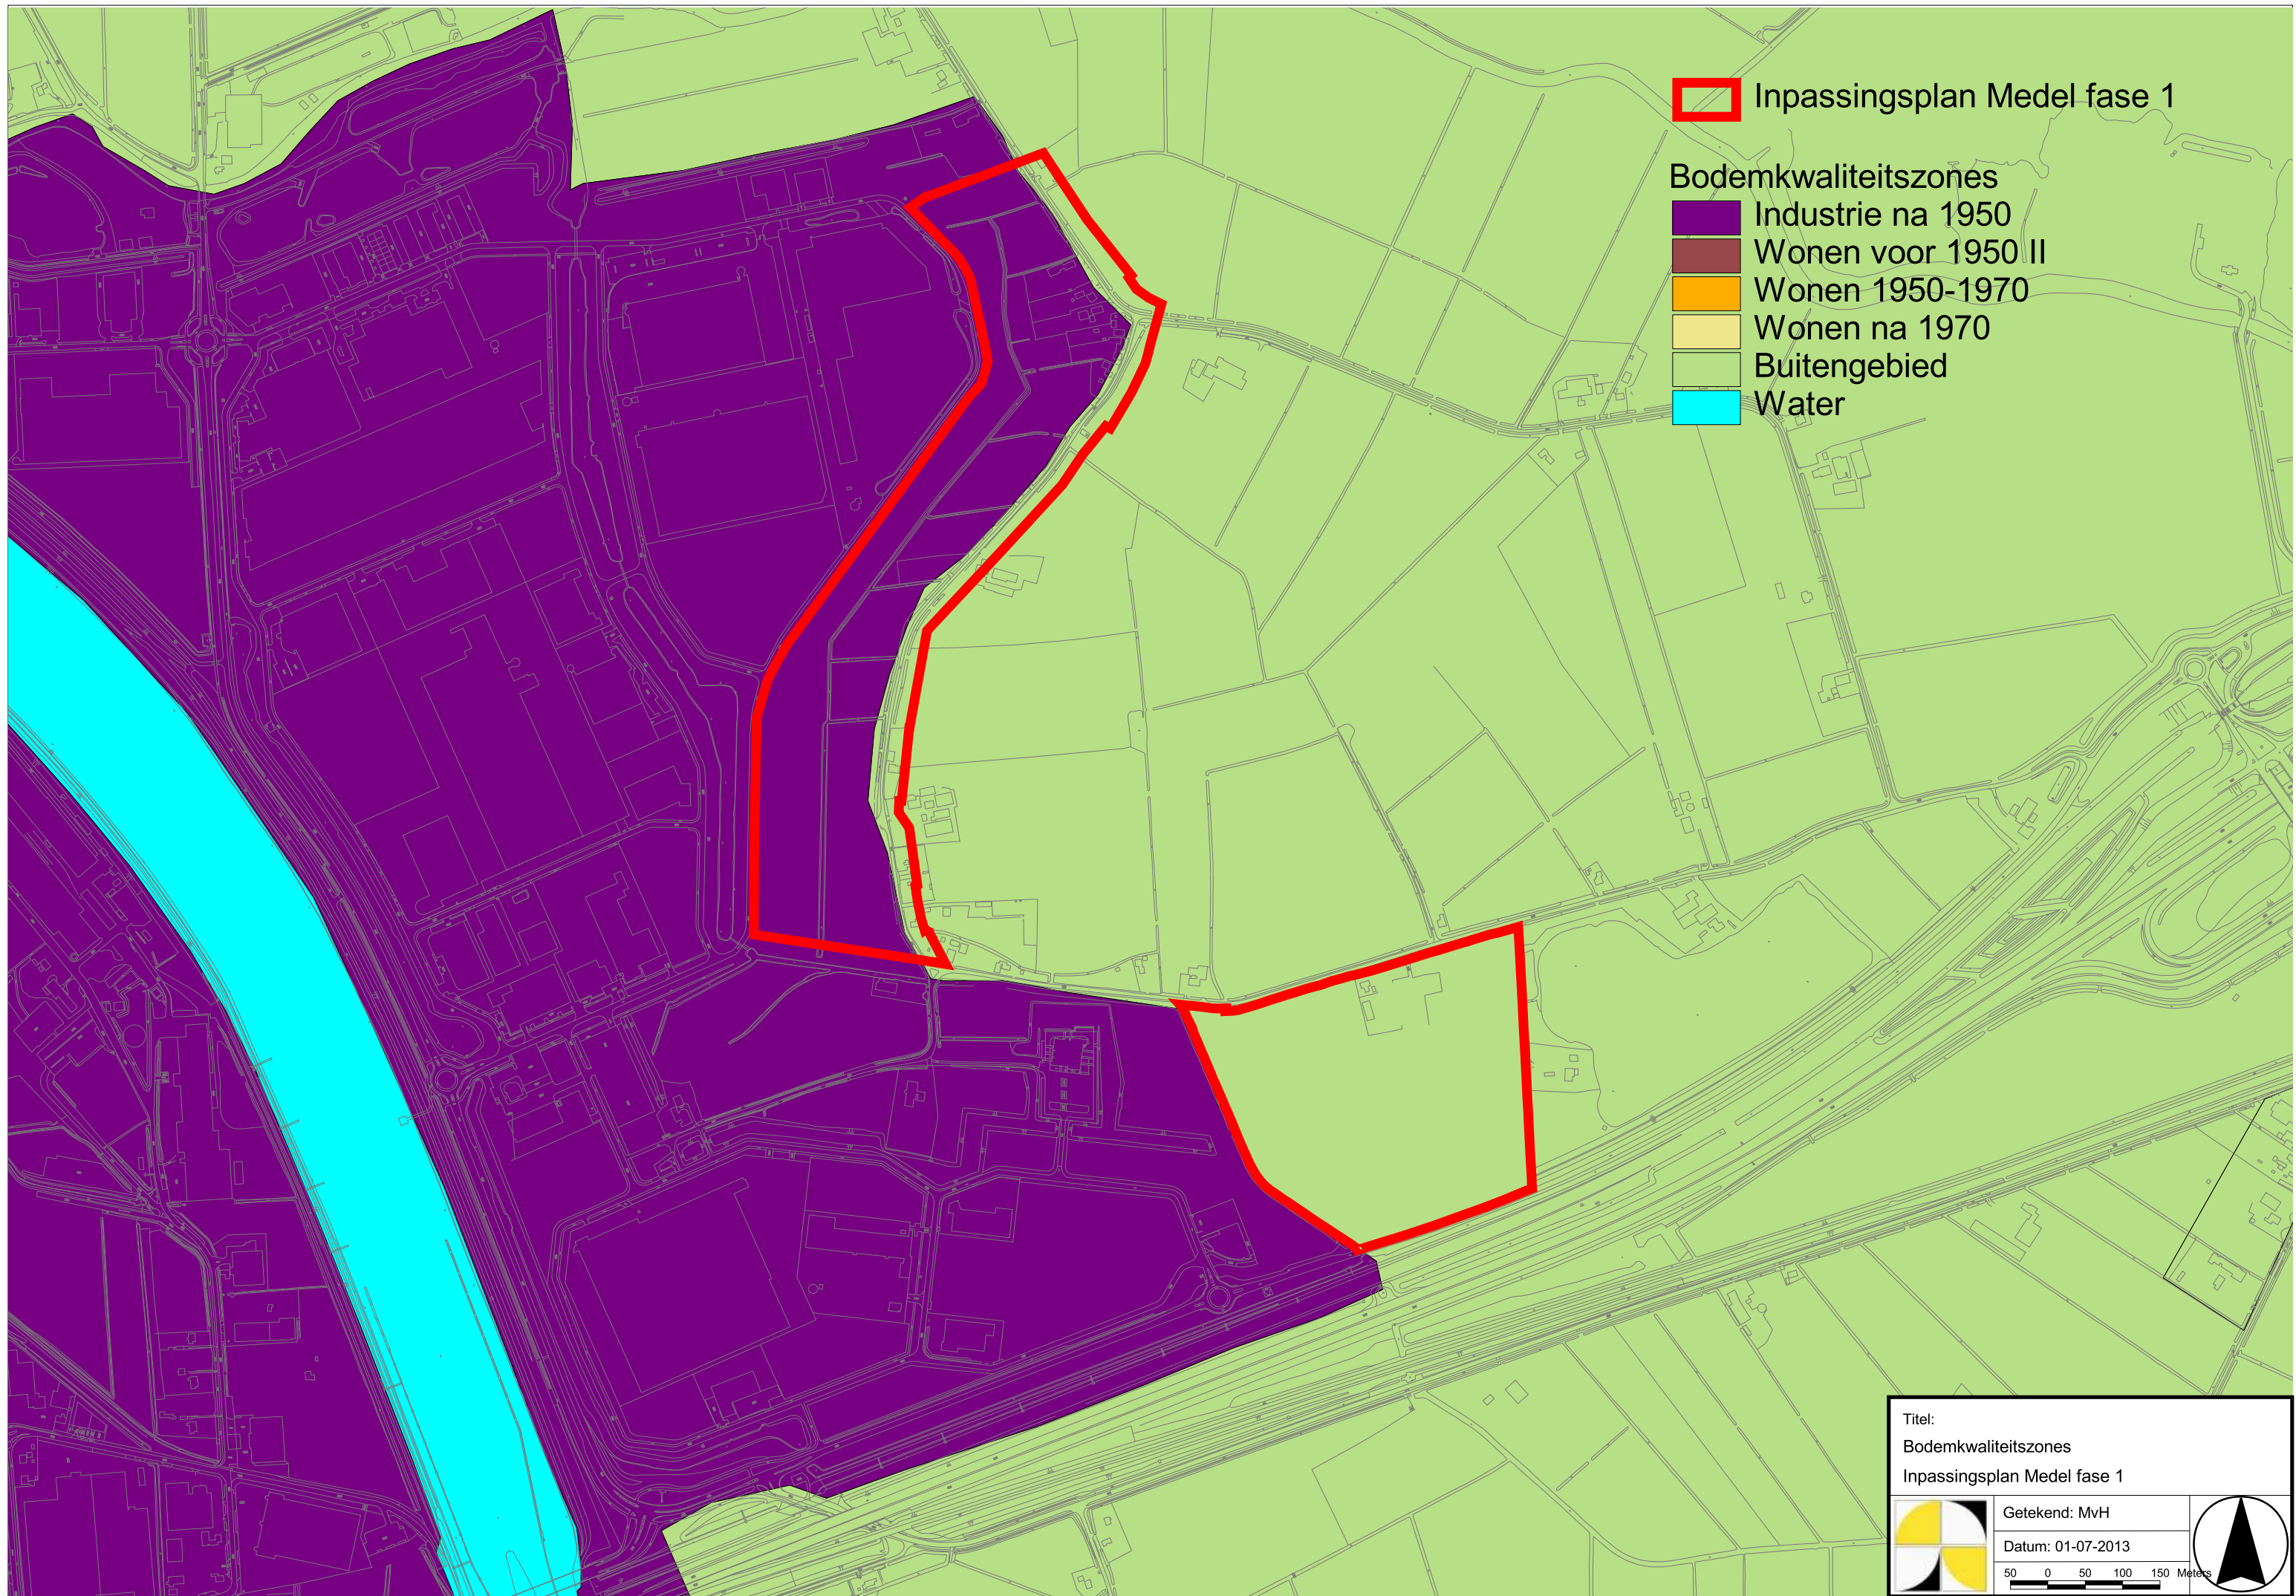 Inpassingsplan Medel fase 1
Bodemkwaliteitszones
Industrie na 1950
Wonen voor 1950 II
Wonen 1950-1970
Wonen na 1970
Buitengebied
Water
Titel:
Bodemkwaliteitszones
Inpassingsplan Medel fase 1
Getekend: MvH
Datum: 01-07-2013
50 0 50 100 150 Meters